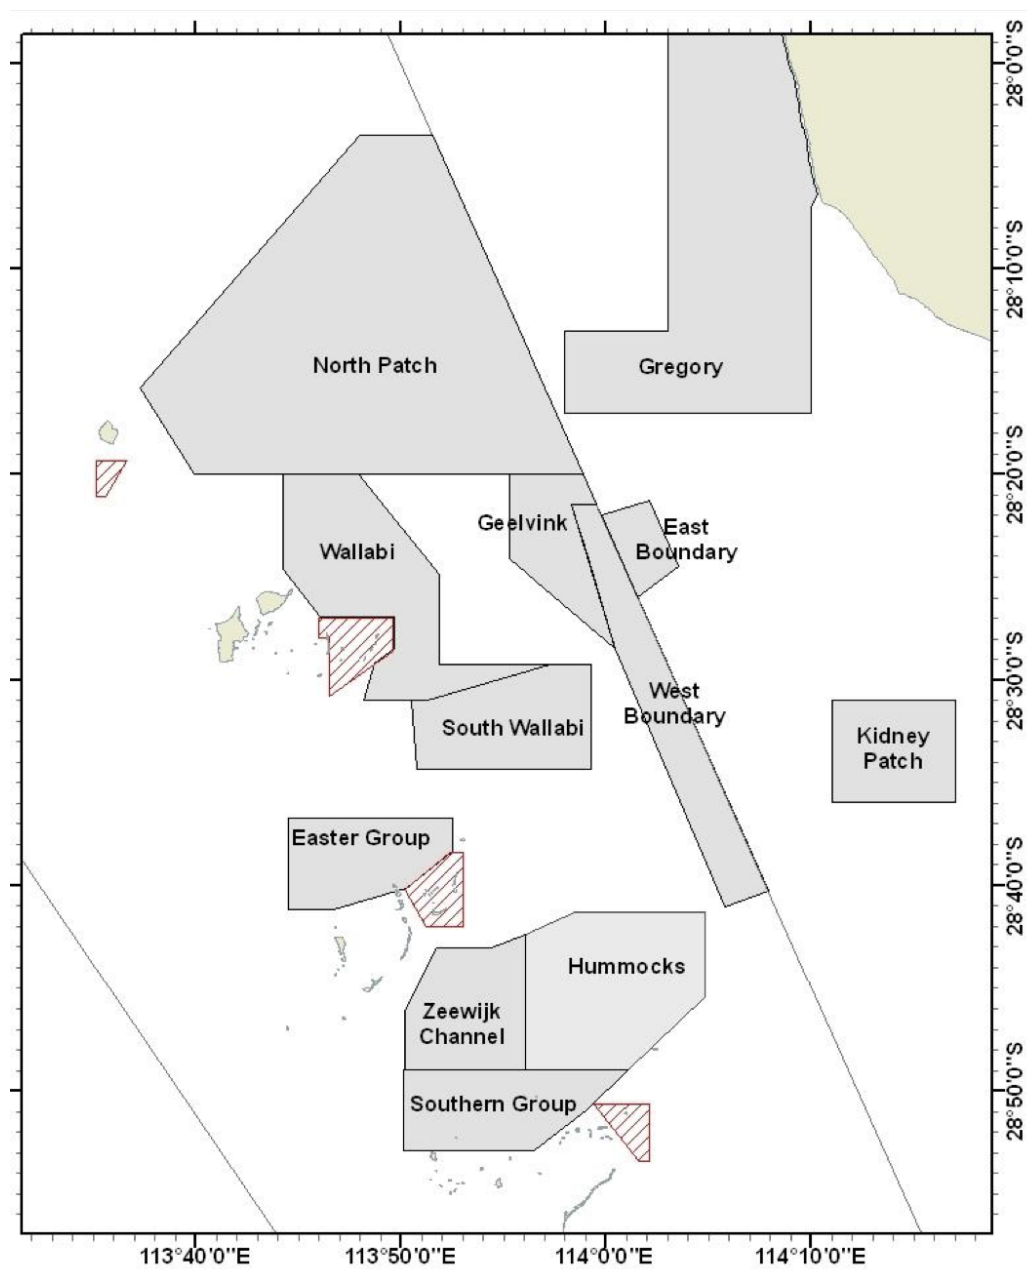 28°0'0"S
28°10'0"S
North Patch
Gregory
28°20'0"S
Geelvink
East
Boundary
Wallabi
28°30'0"S
West
Boundary
South Wallabi
Kidney
Patch
Easter Group
28°40'0"S
Hummocks
Zeewijk
Channel
28°50'0"S
Southern Group
113°40'0"E
113°50'0"E
114°0'0"E
114°10'0"E